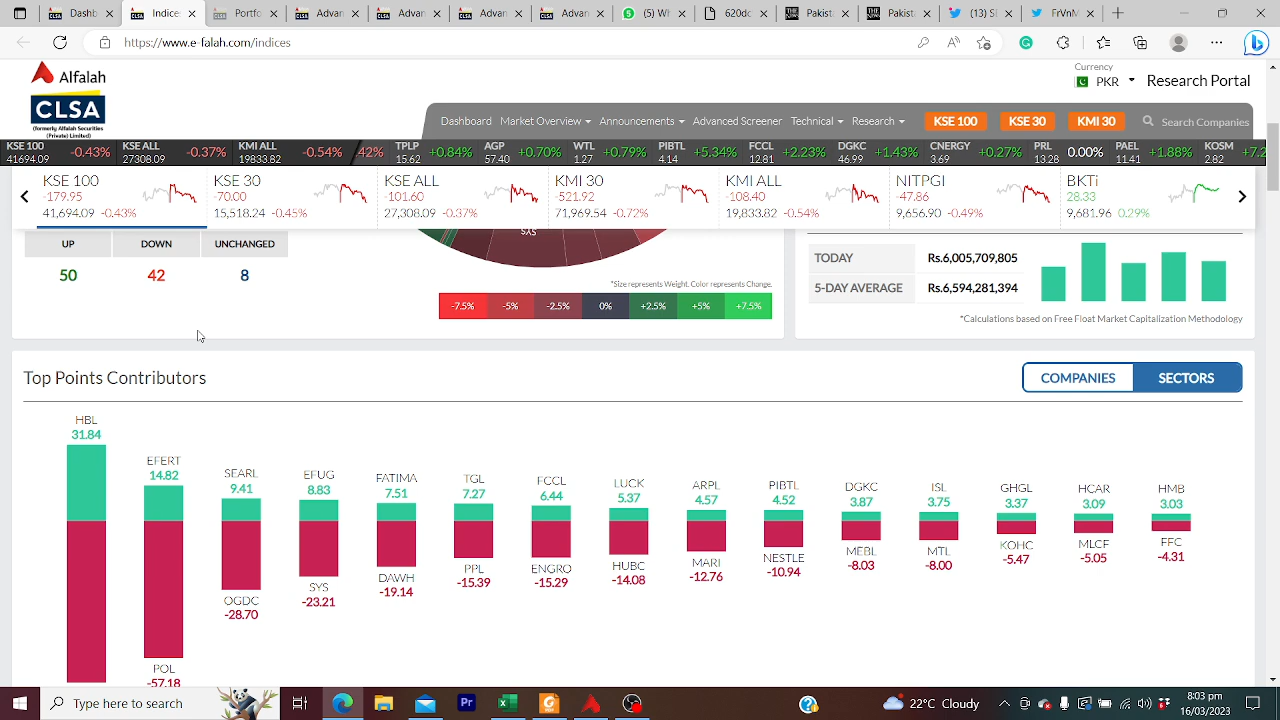 Dashb
Indice
Portfo
Advan
Advan
Advan
Advan
(5) W
6200
Pakist
Pakist
(13) S
FnM
https://www.e-falah.com/indices
Alfalah
CLSA
(formerly Alfalah Securities
(Private) Limited)
Currency
PKR
Research Portal
Dashboard Market Overview Announcements Advanced Screener Technical Research KSE 100 KSE 30 KMI 30 Search Companies
KSE 100 41694.09 -0.43%
KSE ALL 27308.09 -0.37%
KMI ALL 19833.82 -0.54%
42%
TPLP 15.67 +0.84%
AGP 57.40 +0.70%
WTL 1.27 +0.79%
PIBTL 4.14 +5.34%
FCCL 12.81 +2.23%
DGKC 46.99 +1.43%
CNERGY 3.69 +0.27%
PRL 13.28 0.00%
PAEL 11.41 +1.88%
KOSM 2.82 +7.2
KSE 100
-179.95
41,694.09 -0.43%
KSE 30
-70.00
15,518.24 -0.45%
KSE ALL
-101.60
27,308.09 -0.37%
KMI 30
-521.92
71,969.54 -0.72%
KMI ALL
-108.40
19,833.82 -0.54%
NITPGI
-47.86
9,656.90 -0.49%
BKTi
28.33
9,681.96 0.29%
UP DOWN UNCHANGED
50 42 8
SYS
*Size represents Weight. Color represents Change.
-7.5% -5% -2.5% 0% +2.5% +5% +7.5%
TODAY Rs.6,005,709,805
5-DAY AVERAGE Rs.6,594,281,394
*Calculations based on Free Float Market Capitalization Methodology
Top Points Contributors
COMPANIES SECTORS
HBL
31.84
EFERT
14.82
SEARL
9.41
EFUG
8.83
FATIMA
7.51
TGL
7.27
FCCL
6.44
LUCK
5.37
ARPL
4.57
PIBTL
4.52
DGKC
3.87
ISL
3.75
GHGL
3.37
HCAR
3.09
HMB
3.03
POL
-57.18
OGDC
-28.70
SYS
-23.21
DAWH
-19.14
PPL
-15.39
ENGRO
-15.29
HUBC
-14.08
MARI
-12.76
NESTLE
-10.94
MEBL
-8.03
MTL
-8.00
KOHC
-5.47
MLCF
-5.05
FFC
-4.31
Type here to search
22°C Cloudy
8:03 pm
16/03/2023